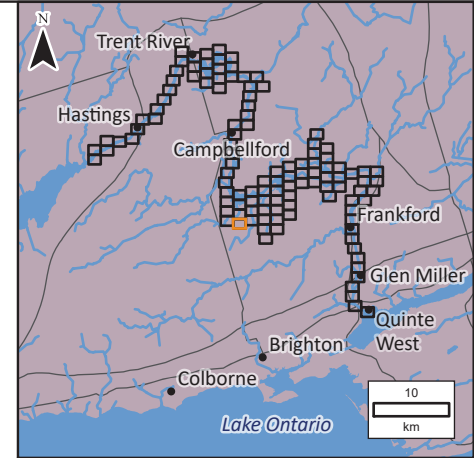 N
Trent River
Hastings
Campbellford
Frankford
Glen Miller
Quinte
West
Brighton
Colborne
Lake Ontario
10
km